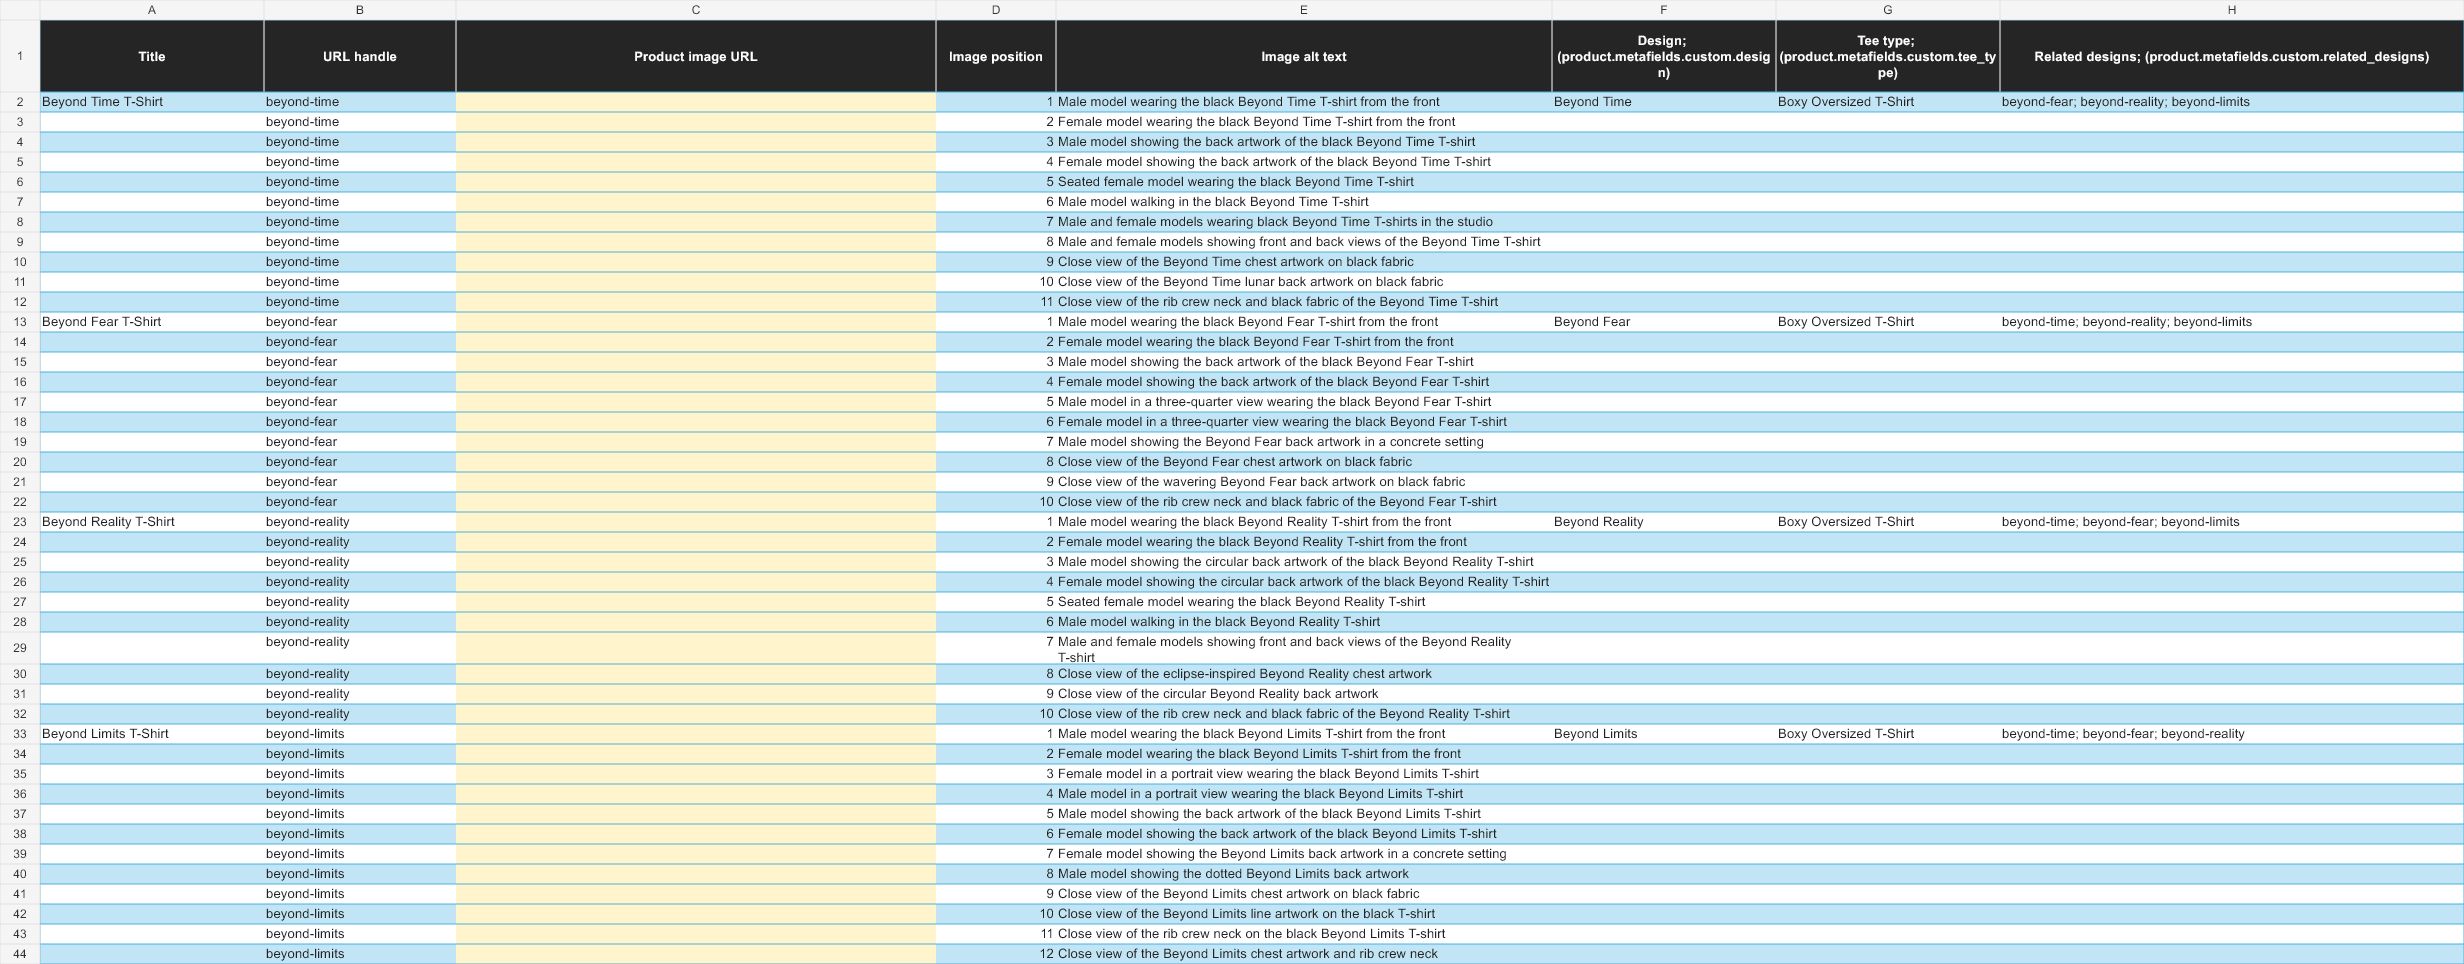 A B C D E F G H
1 Title URL handle Product image URL Image position Image alt text Design; (product.metafields.custom.design) Tee type; (product.metafields.custom.tee_type) Related designs; (product.metafields.custom.related_designs)
2 Beyond Time T-Shirt beyond-time 1 Male model wearing the black Beyond Time T-shirt from the front Beyond Time Boxy Oversized T-Shirt beyond-fear; beyond-reality; beyond-limits
3 beyond-time 2 Female model wearing the black Beyond Time T-shirt from the front
4 beyond-time 3 Male model showing the back artwork of the black Beyond Time T-shirt
5 beyond-time 4 Female model showing the back artwork of the black Beyond Time T-shirt
6 beyond-time 5 Seated female model wearing the black Beyond Time T-shirt
7 beyond-time 6 Male model walking in the black Beyond Time T-shirt
8 beyond-time 7 Male and female models wearing black Beyond Time T-shirts in the studio
9 beyond-time 8 Male and female models showing front and back views of the Beyond Time T-shirt
10 beyond-time 9 Close view of the Beyond Time chest artwork on black fabric
11 beyond-time 10 Close view of the Beyond Time lunar back artwork on black fabric
12 beyond-time 11 Close view of the rib crew neck and black fabric of the Beyond Time T-shirt
13 Beyond Fear T-Shirt beyond-fear 1 Male model wearing the black Beyond Fear T-shirt from the front Beyond Fear Boxy Oversized T-Shirt beyond-time; beyond-reality; beyond-limits
14 beyond-fear 2 Female model wearing the black Beyond Fear T-shirt from the front
15 beyond-fear 3 Male model showing the back artwork of the black Beyond Fear T-shirt
16 beyond-fear 4 Female model showing the back artwork of the black Beyond Fear T-shirt
17 beyond-fear 5 Male model in a three-quarter view wearing the black Beyond Fear T-shirt
18 beyond-fear 6 Female model in a three-quarter view wearing the black Beyond Fear T-shirt
19 beyond-fear 7 Male model showing the Beyond Fear back artwork in a concrete setting
20 beyond-fear 8 Close view of the Beyond Fear chest artwork on black fabric
21 beyond-fear 9 Close view of the wavering Beyond Fear back artwork on black fabric
22 beyond-fear 10 Close view of the rib crew neck and black fabric of the Beyond Fear T-shirt
23 Beyond Reality T-Shirt beyond-reality 1 Male model wearing the black Beyond Reality T-shirt from the front Beyond Reality Boxy Oversized T-Shirt beyond-time; beyond-fear; beyond-limits
24 beyond-reality 2 Female model wearing the black Beyond Reality T-shirt from the front
25 beyond-reality 3 Male model showing the circular back artwork of the black Beyond Reality T-shirt
26 beyond-reality 4 Female model showing the circular back artwork of the black Beyond Reality T-shirt
27 beyond-reality 5 Seated female model wearing the black Beyond Reality T-shirt
28 beyond-reality 6 Male model walking in the black Beyond Reality T-shirt
29 beyond-reality 7 Male and female models showing front and back views of the Beyond Reality
T-shirt
30 beyond-reality 8 Close view of the eclipse-inspired Beyond Reality chest artwork
31 beyond-reality 9 Close view of the circular Beyond Reality back artwork
32 beyond-reality 10 Close view of the rib crew neck and black fabric of the Beyond Reality T-shirt
33 Beyond Limits T-Shirt beyond-limits 1 Male model wearing the black Beyond Limits T-shirt from the front Beyond Limits Boxy Oversized T-Shirt beyond-time; beyond-fear; beyond-reality
34 beyond-limits 2 Female model wearing the black Beyond Limits T-shirt from the front
35 beyond-limits 3 Female model in a portrait view wearing the black Beyond Limits T-shirt
36 beyond-limits 4 Male model in a portrait view wearing the black Beyond Limits T-shirt
37 beyond-limits 5 Male model showing the back artwork of the black Beyond Limits T-shirt
38 beyond-limits 6 Female model showing the back artwork of the black Beyond Limits T-shirt
39 beyond-limits 7 Female model showing the Beyond Limits back artwork in a concrete setting
40 beyond-limits 8 Male model showing the dotted Beyond Limits back artwork
41 beyond-limits 9 Close view of the Beyond Limits chest artwork on black fabric
42 beyond-limits 10 Close view of the Beyond Limits line artwork on the black T-shirt
43 beyond-limits 11 Close view of the rib crew neck on the black Beyond Limits T-shirt
44 beyond-limits 12 Close view of the Beyond Limits chest artwork and rib crew neck